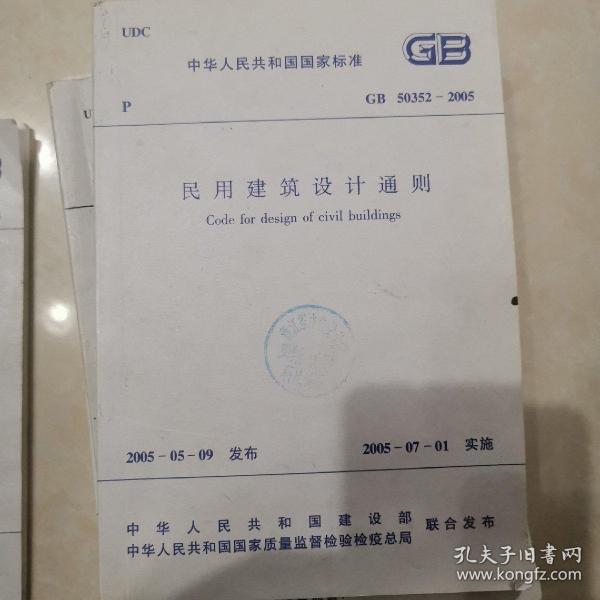 UDC
中华人民共和国国家标准
GB
P
GB 50352-2005
民用建筑设计通则
Code for design of civil buildings
2005-05-09 发布
2005-07-01 实施
中华人民共和国建设部
中华人民共和国国家质量监督检验检疫总局
联合发布
孔夫子旧书网
www.kongfz.com